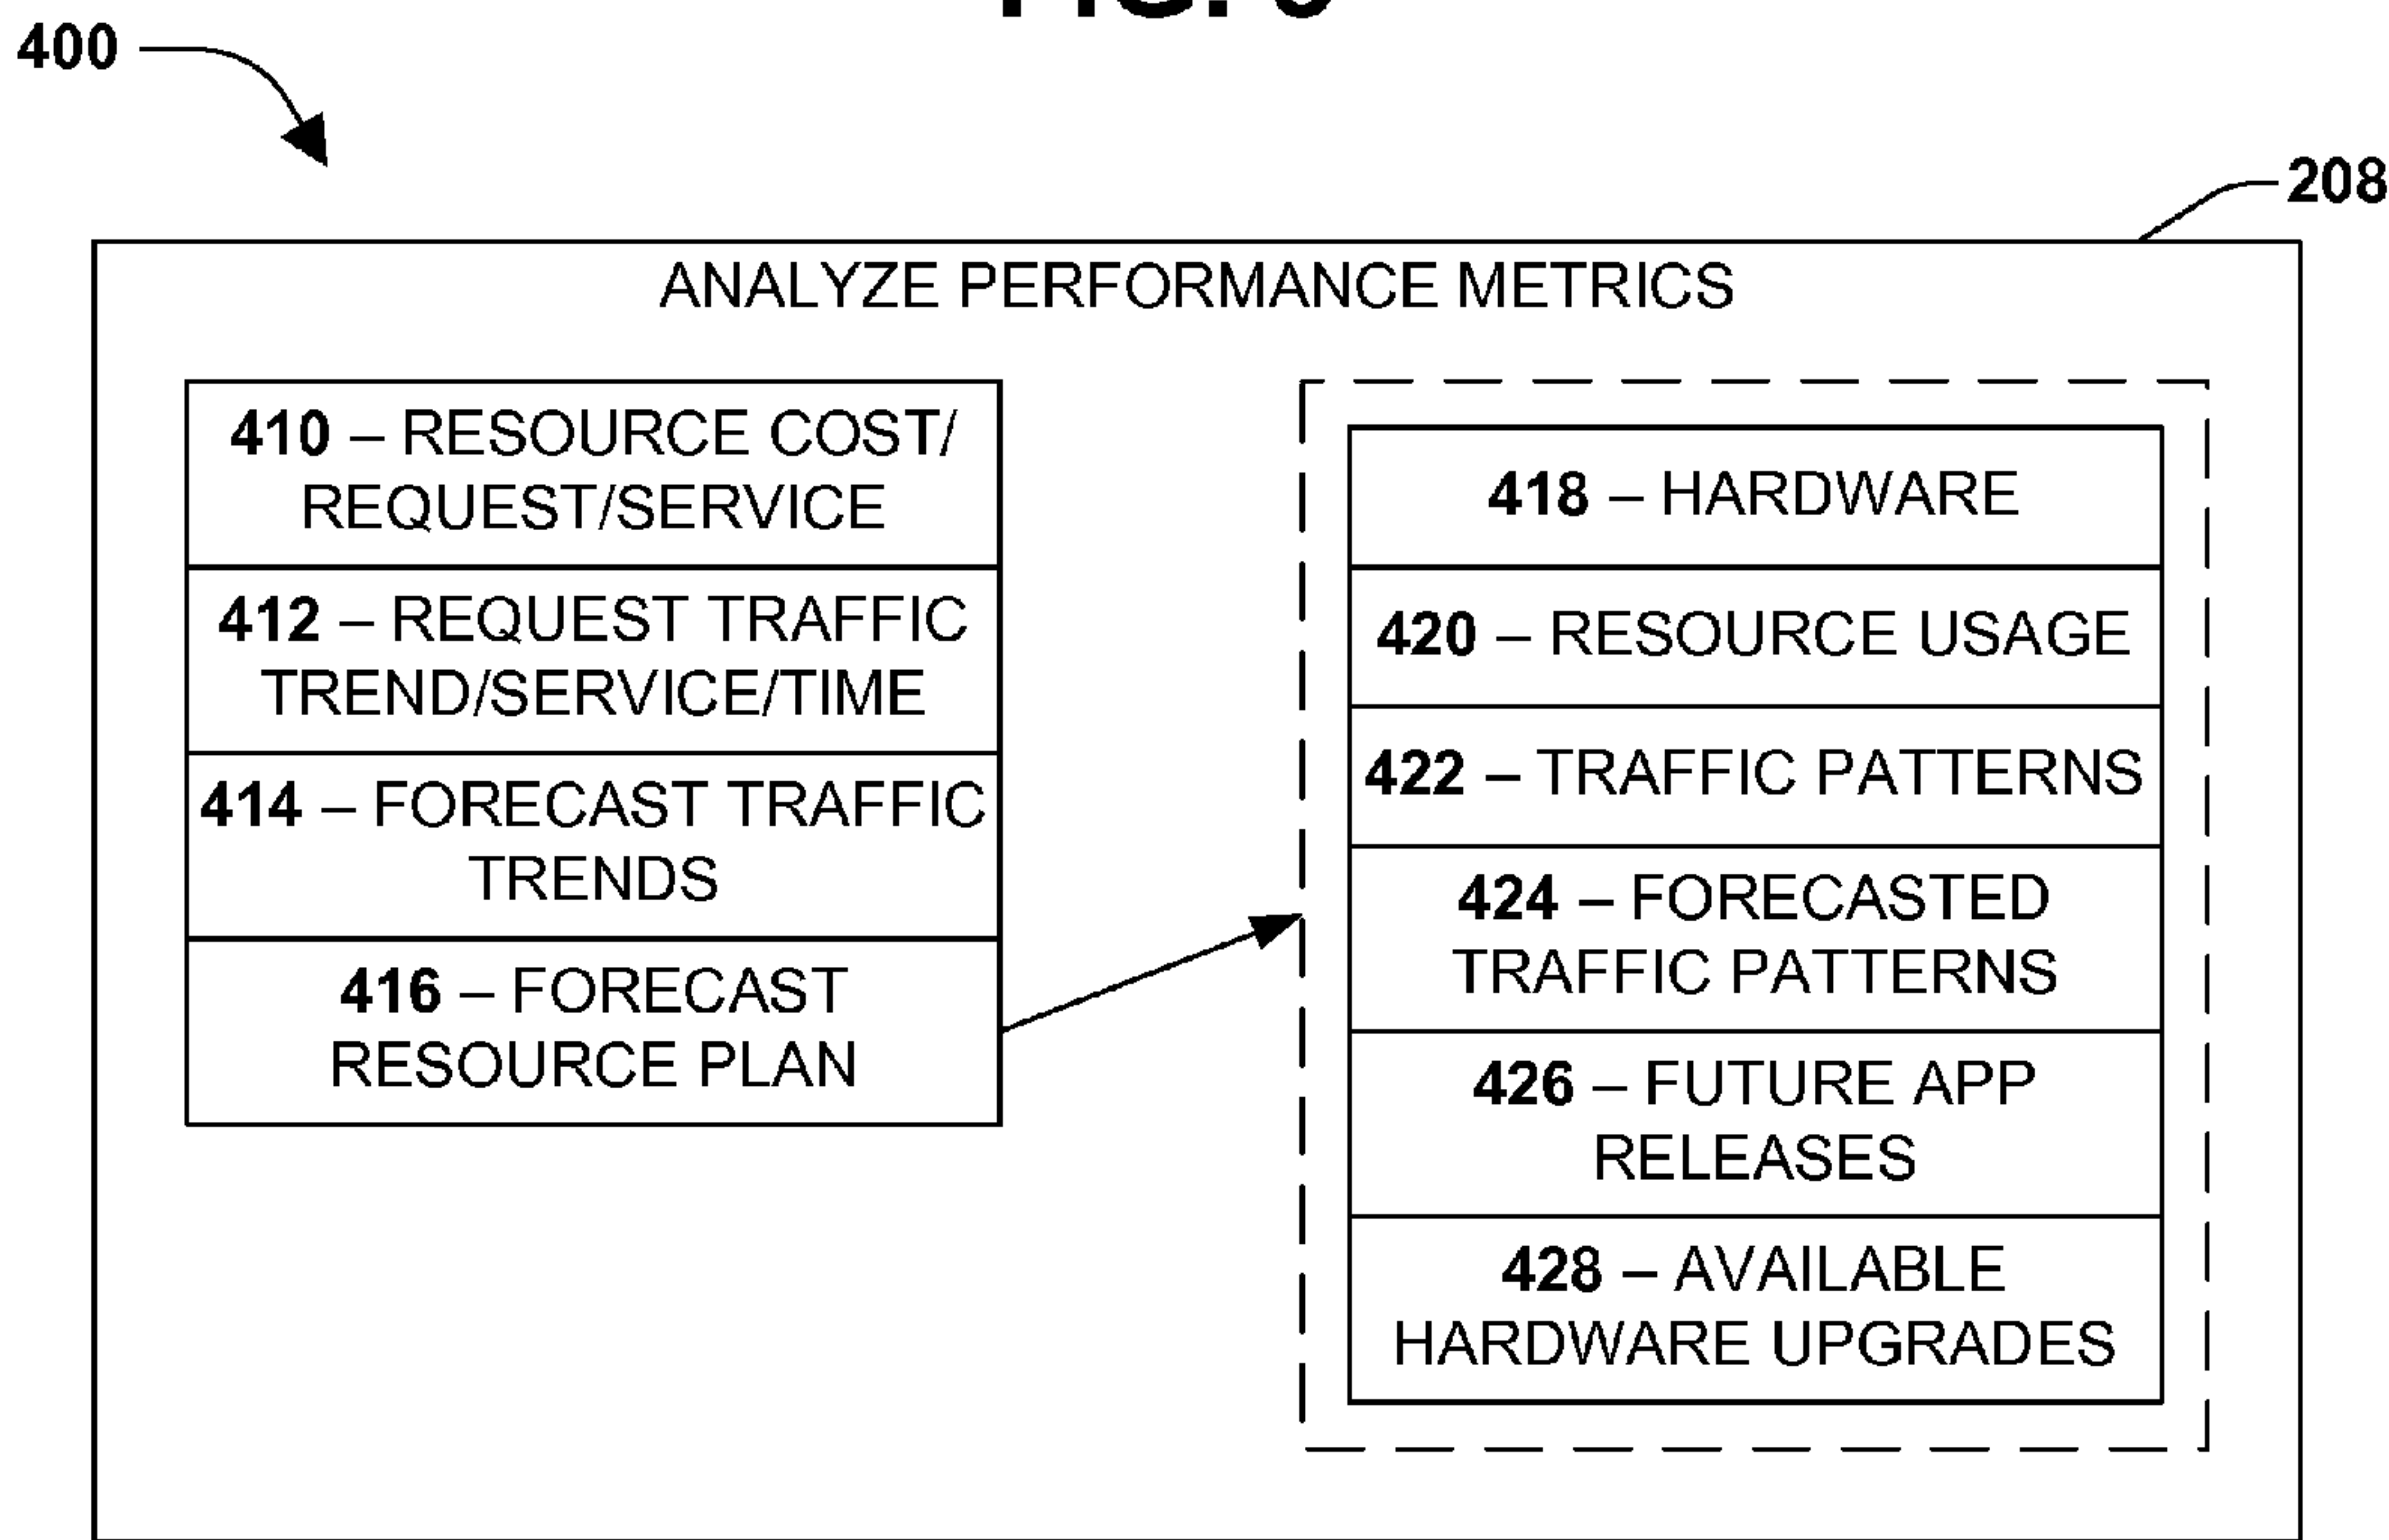 400
208
ANALYZE PERFORMANCE METRICS
410 – RESOURCE COST/
REQUEST/SERVICE
412 – REQUEST TRAFFIC
TREND/SERVICE/TIME
414 – FORECAST TRAFFIC
TRENDS
416 – FORECAST
RESOURCE PLAN
418 – HARDWARE
420 – RESOURCE USAGE
422 – TRAFFIC PATTERNS
424 – FORECASTED
TRAFFIC PATTERNS
426 – FUTURE APP
RELEASES
428 – AVAILABLE
HARDWARE UPGRADES